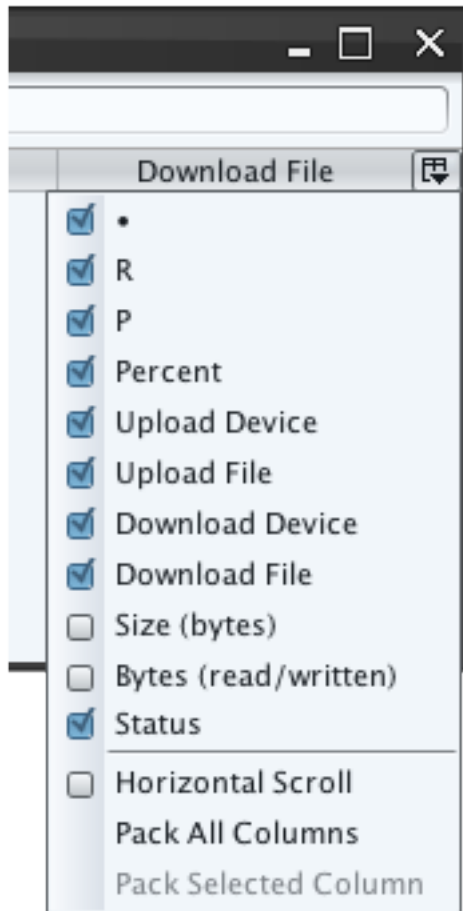 Download File
•
R
P
Percent
Upload Device
Upload File
Download Device
Download File
Size (bytes)
Bytes (read/written)
Status
Horizontal Scroll
Pack All Columns
Pack Selected Column